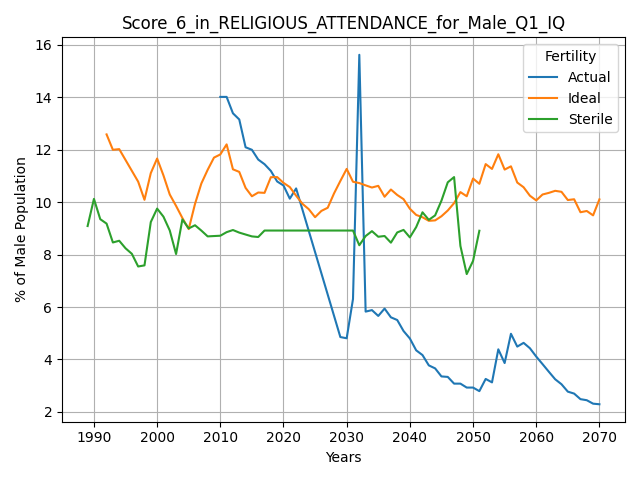 Score_6_in_RELIGIOUS_ATTENDANCE_for_Male_Q1_IQ
% of Male Population
16
14
12
10
8
6
4
2
Fertility
Actual
Ideal
Sterile
1990 2000 2010 2020 2030 2040 2050 2060 2070
Years